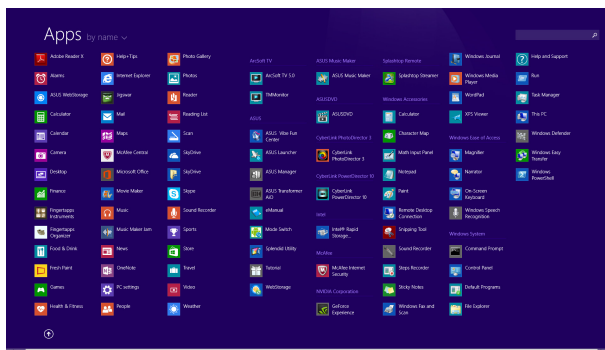 Apps by name
Adobe Reader X
Alarms
ASUS WebStorage
Calculator
Calendar
Camera
Desktop
Finance
Fingertapps
Instruments
Fingertapps
Organizer
Food & Drink
Fresh Paint
Games
Health & Fitness
Help+Tips
Internet Explorer
Jigswar
Mail
Maps
McAfee Central
Microsoft Office
Movie Maker
Music
Music Maker Jam
News
OneNote
PC settings
People
Photo Gallery
Photos
Reader
Reading List
Scan
SkyDrive
SkyDrive
Skype
Sound Recorder
Sports
Store
Travel
Video
Weather
ArcSoft TV
ArcSoft TV 5.0
TMMonitor
ASUS
ASUS Vibe Fun
Center
ASUS Launcher
ASUS Manager
ASUS Transformer
AiO
eManual
Mode Switch
Splendid Utility
Tutorial
WebStorage
ASUS Music Maker
ASUS Music Maker
ASUSDVD
ASUSDVD
CyberLink PhotoDirector 3
CyberLink
PhotoDirector 3
CyberLink PowerDirector 10
CyberLink
PowerDirector 10
Intel
Intel® Rapid
Storage...
McAfee
McAfee Internet
Security
NVIDIA Corporation
GeForce
Experience
Splashtop Remote
Splashtop Streamer
Windows Accessories
Calculator
Character Map
Math Input Panel
Notepad
Paint
Remote Desktop
Connection
Snipping Tool
Sound Recorder
Steps Recorder
Sticky Notes
Windows Fax and
Scan
Windows Journal
Windows Media
Player
WordPad
XPS Viewer
Windows Ease of Access
Magnifier
Narrator
On-Screen
Keyboard
Windows Speech
Recognition
Windows System
Command Prompt
Control Panel
Default Programs
File Explorer
Help and Support
Run
Task Manager
This PC
Windows Defender
Windows Easy
Transfer
Windows
PowerShell